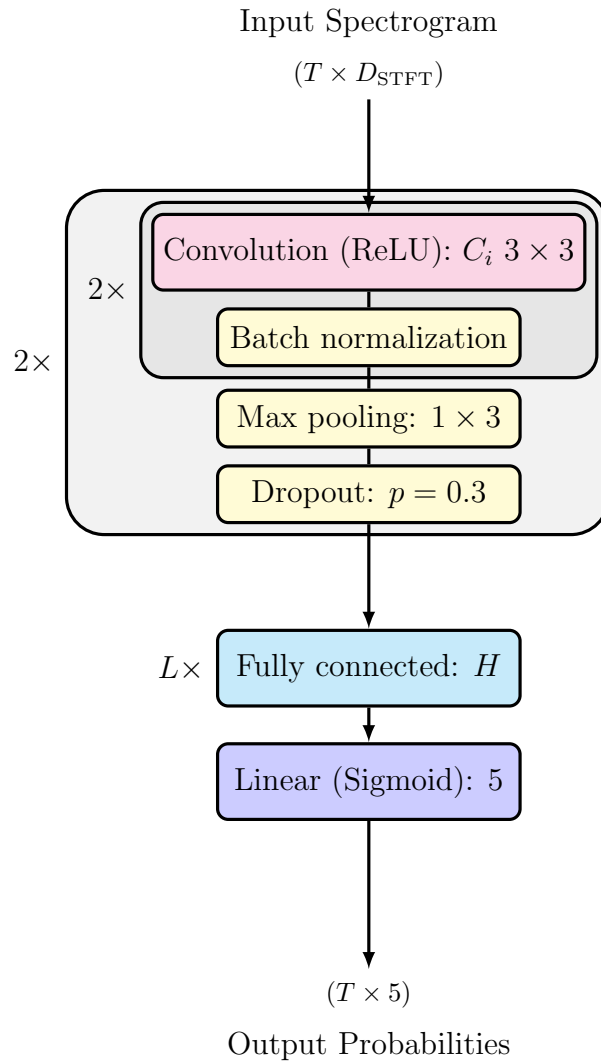 Input Spectrogram
(T × D_STFT)
Convolution (ReLU): C_i 3 × 3
2×
Batch normalization
2×
Max pooling: 1 × 3
Dropout: p = 0.3
L×
Fully connected: H
Linear (Sigmoid): 5
(T × 5)
Output Probabilities